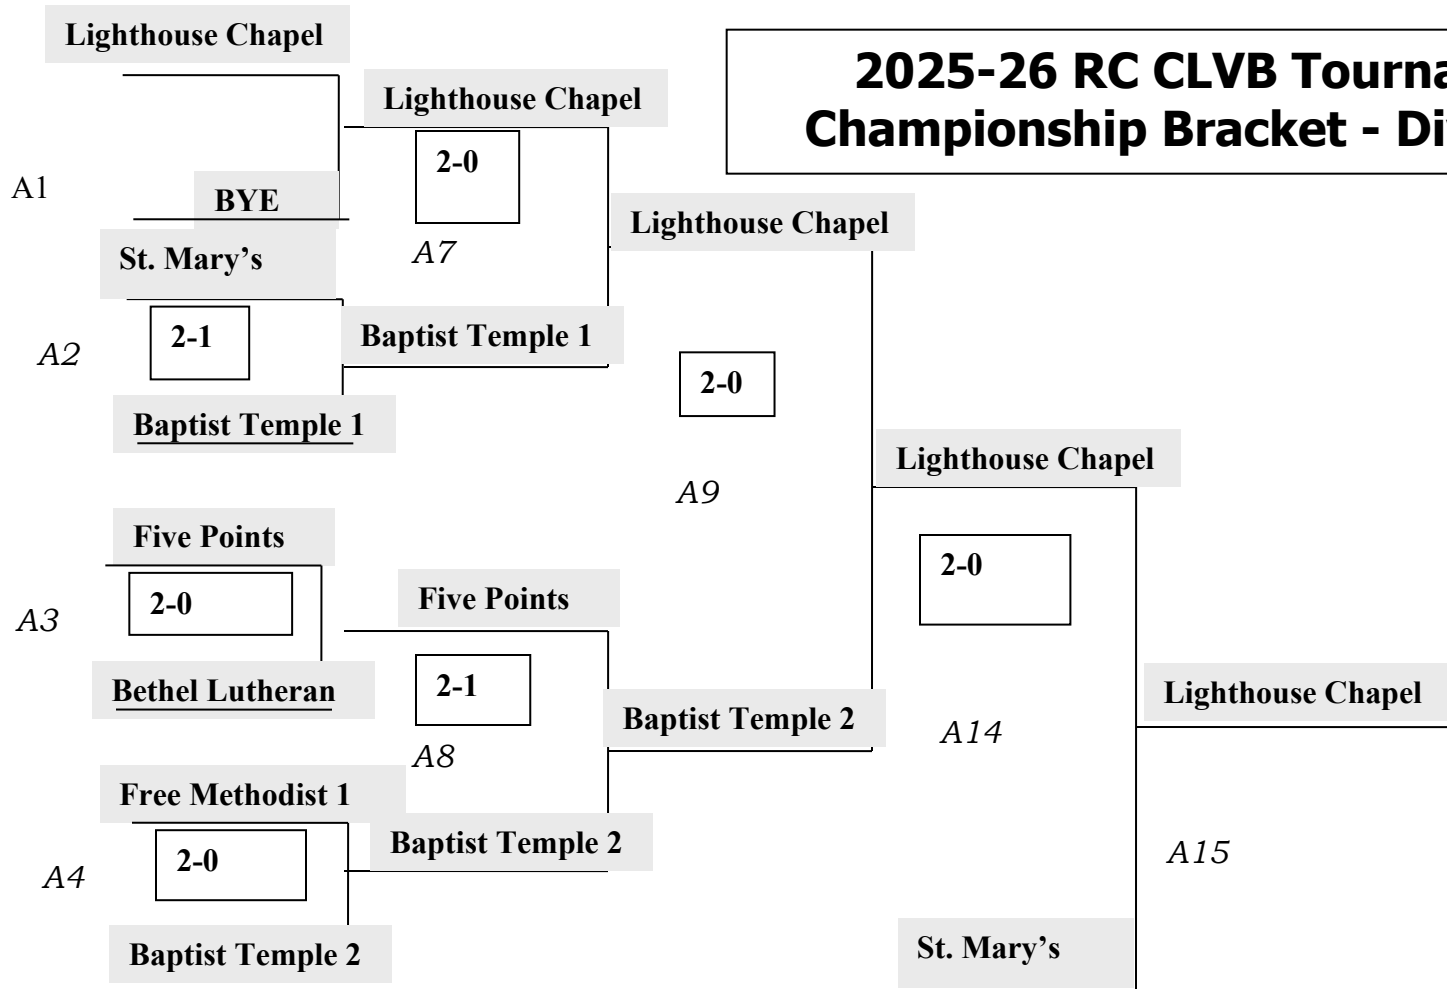 Lighthouse Chapel
2025-26 RC CLVB Tourna
Championship Bracket - Di
Lighthouse Chapel
2-0
A1
BYE
A7
Lighthouse Chapel
St. Mary’s
2-1
A2
Baptist Temple 1
2-0
Baptist Temple 1
Lighthouse Chapel
A9
Five Points
2-0
A3
Five Points
2-0
Bethel Lutheran
2-1
Lighthouse Chapel
Baptist Temple 2
A14
A8
Free Methodist 1
2-0
A4
Baptist Temple 2
A15
Baptist Temple 2
St. Mary’s